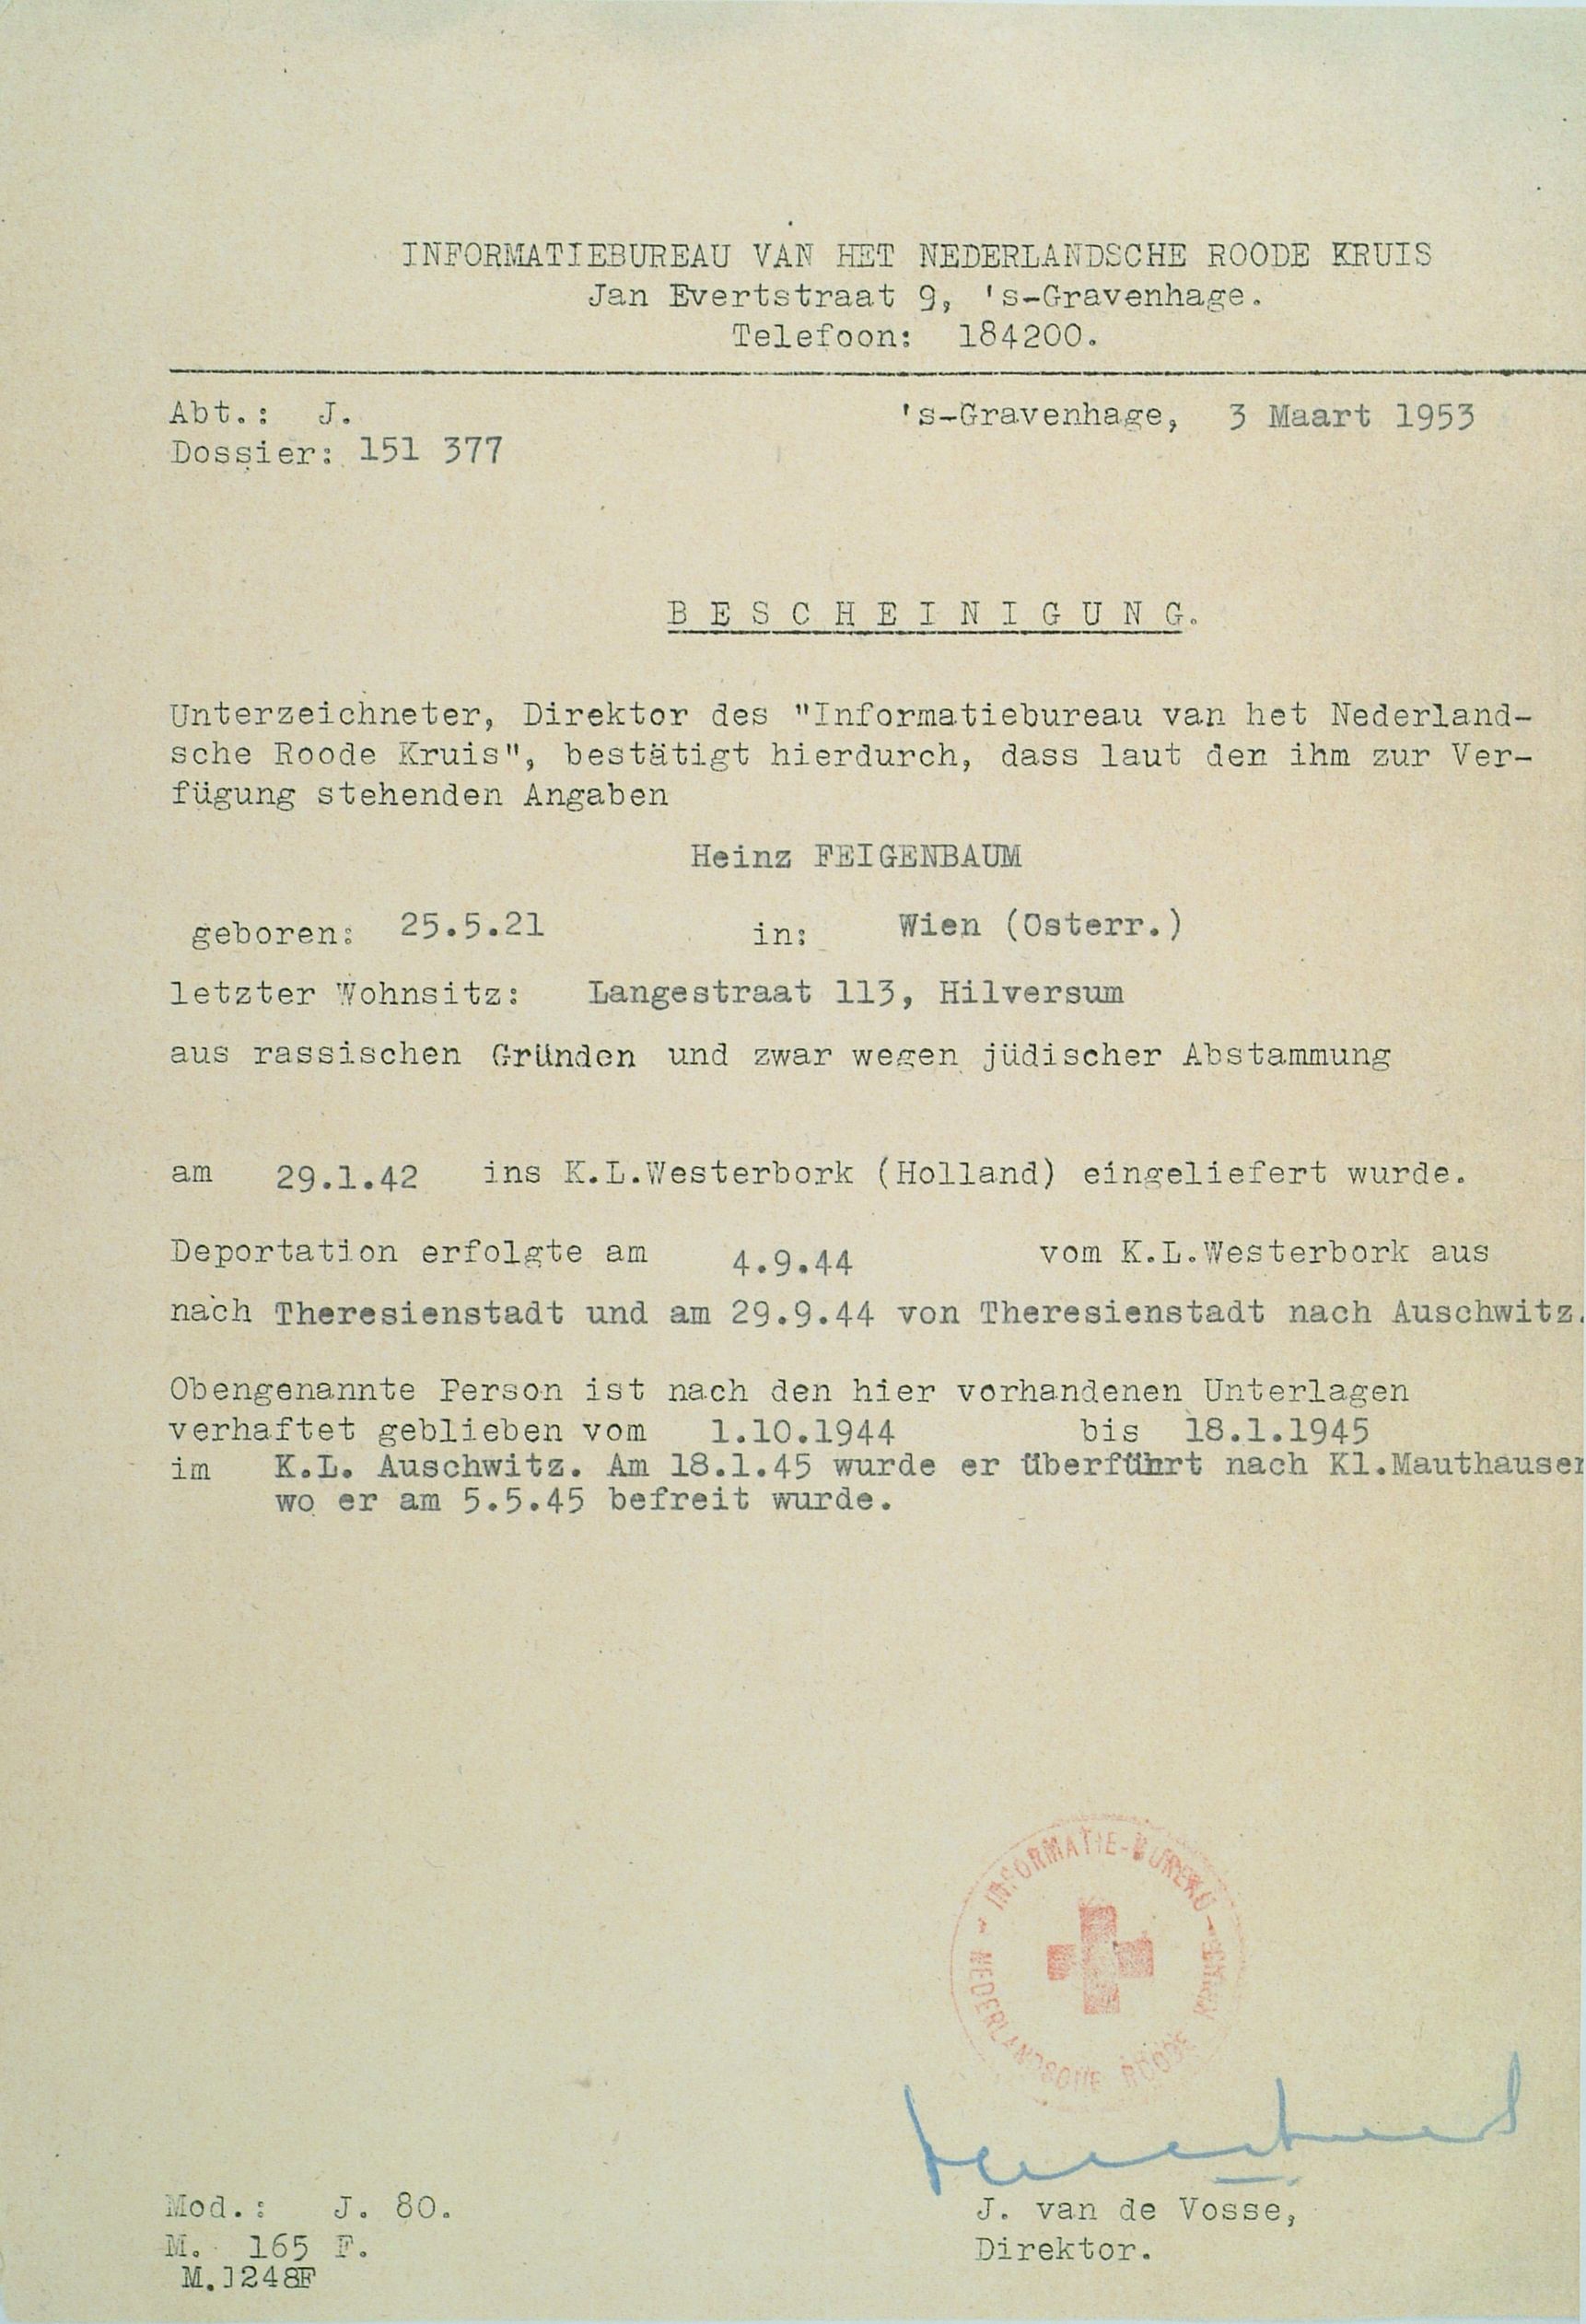 INFORMATIEBUREAU VAN HET NEDERLANDSCHE ROODE KRUIS
Jan Evertstraat 9, 's-Gravenhage.
Telefoon: 184200.
Abt.: J.
's-Gravenhage, 3 Maart 1953
Dossier: 151 377
BESCHEINIGUNG.
Unterzeichneter, Direktor des "Informatiebureau van het Nederland-
sche Roode Kruis", bestätigt hierdurch, dass laut den ihm zur Ver-
fügung stehenden Angaben
Heinz FEIGENBAUM
geboren: 25.5.21 in: Wien (Osterr.)
letzter Wohnsitz: Langestraat 113, Hilversum
aus rassischen Gründen und zwar wegen jüdischer Abstammung
am 29.1.42 ins K.L.Westerbork (Holland) eingeliefert wurde.
Deportation erfolgte am 4.9.44 vom K.L.Westerbork aus
nach Theresienstadt und am 29.9.44 von Theresienstadt nach Auschwitz.
Obengenannte Person ist nach den hier vorhandenen Unterlagen
verhaftet geblieben vom 1.10.1944 bis 18.1.1945
im K.L. Auschwitz. Am 18.1.45 wurde er überführt nach Kl.Mauthausen
wo er am 5.5.45 befreit wurde.
INFORMATIE-BUREAU
NEDERLANDSCHE ROODE KRUIS
J. van de Vosse,
Direktor.
Mod.: J. 80.
M. 165 F.
M.1248F